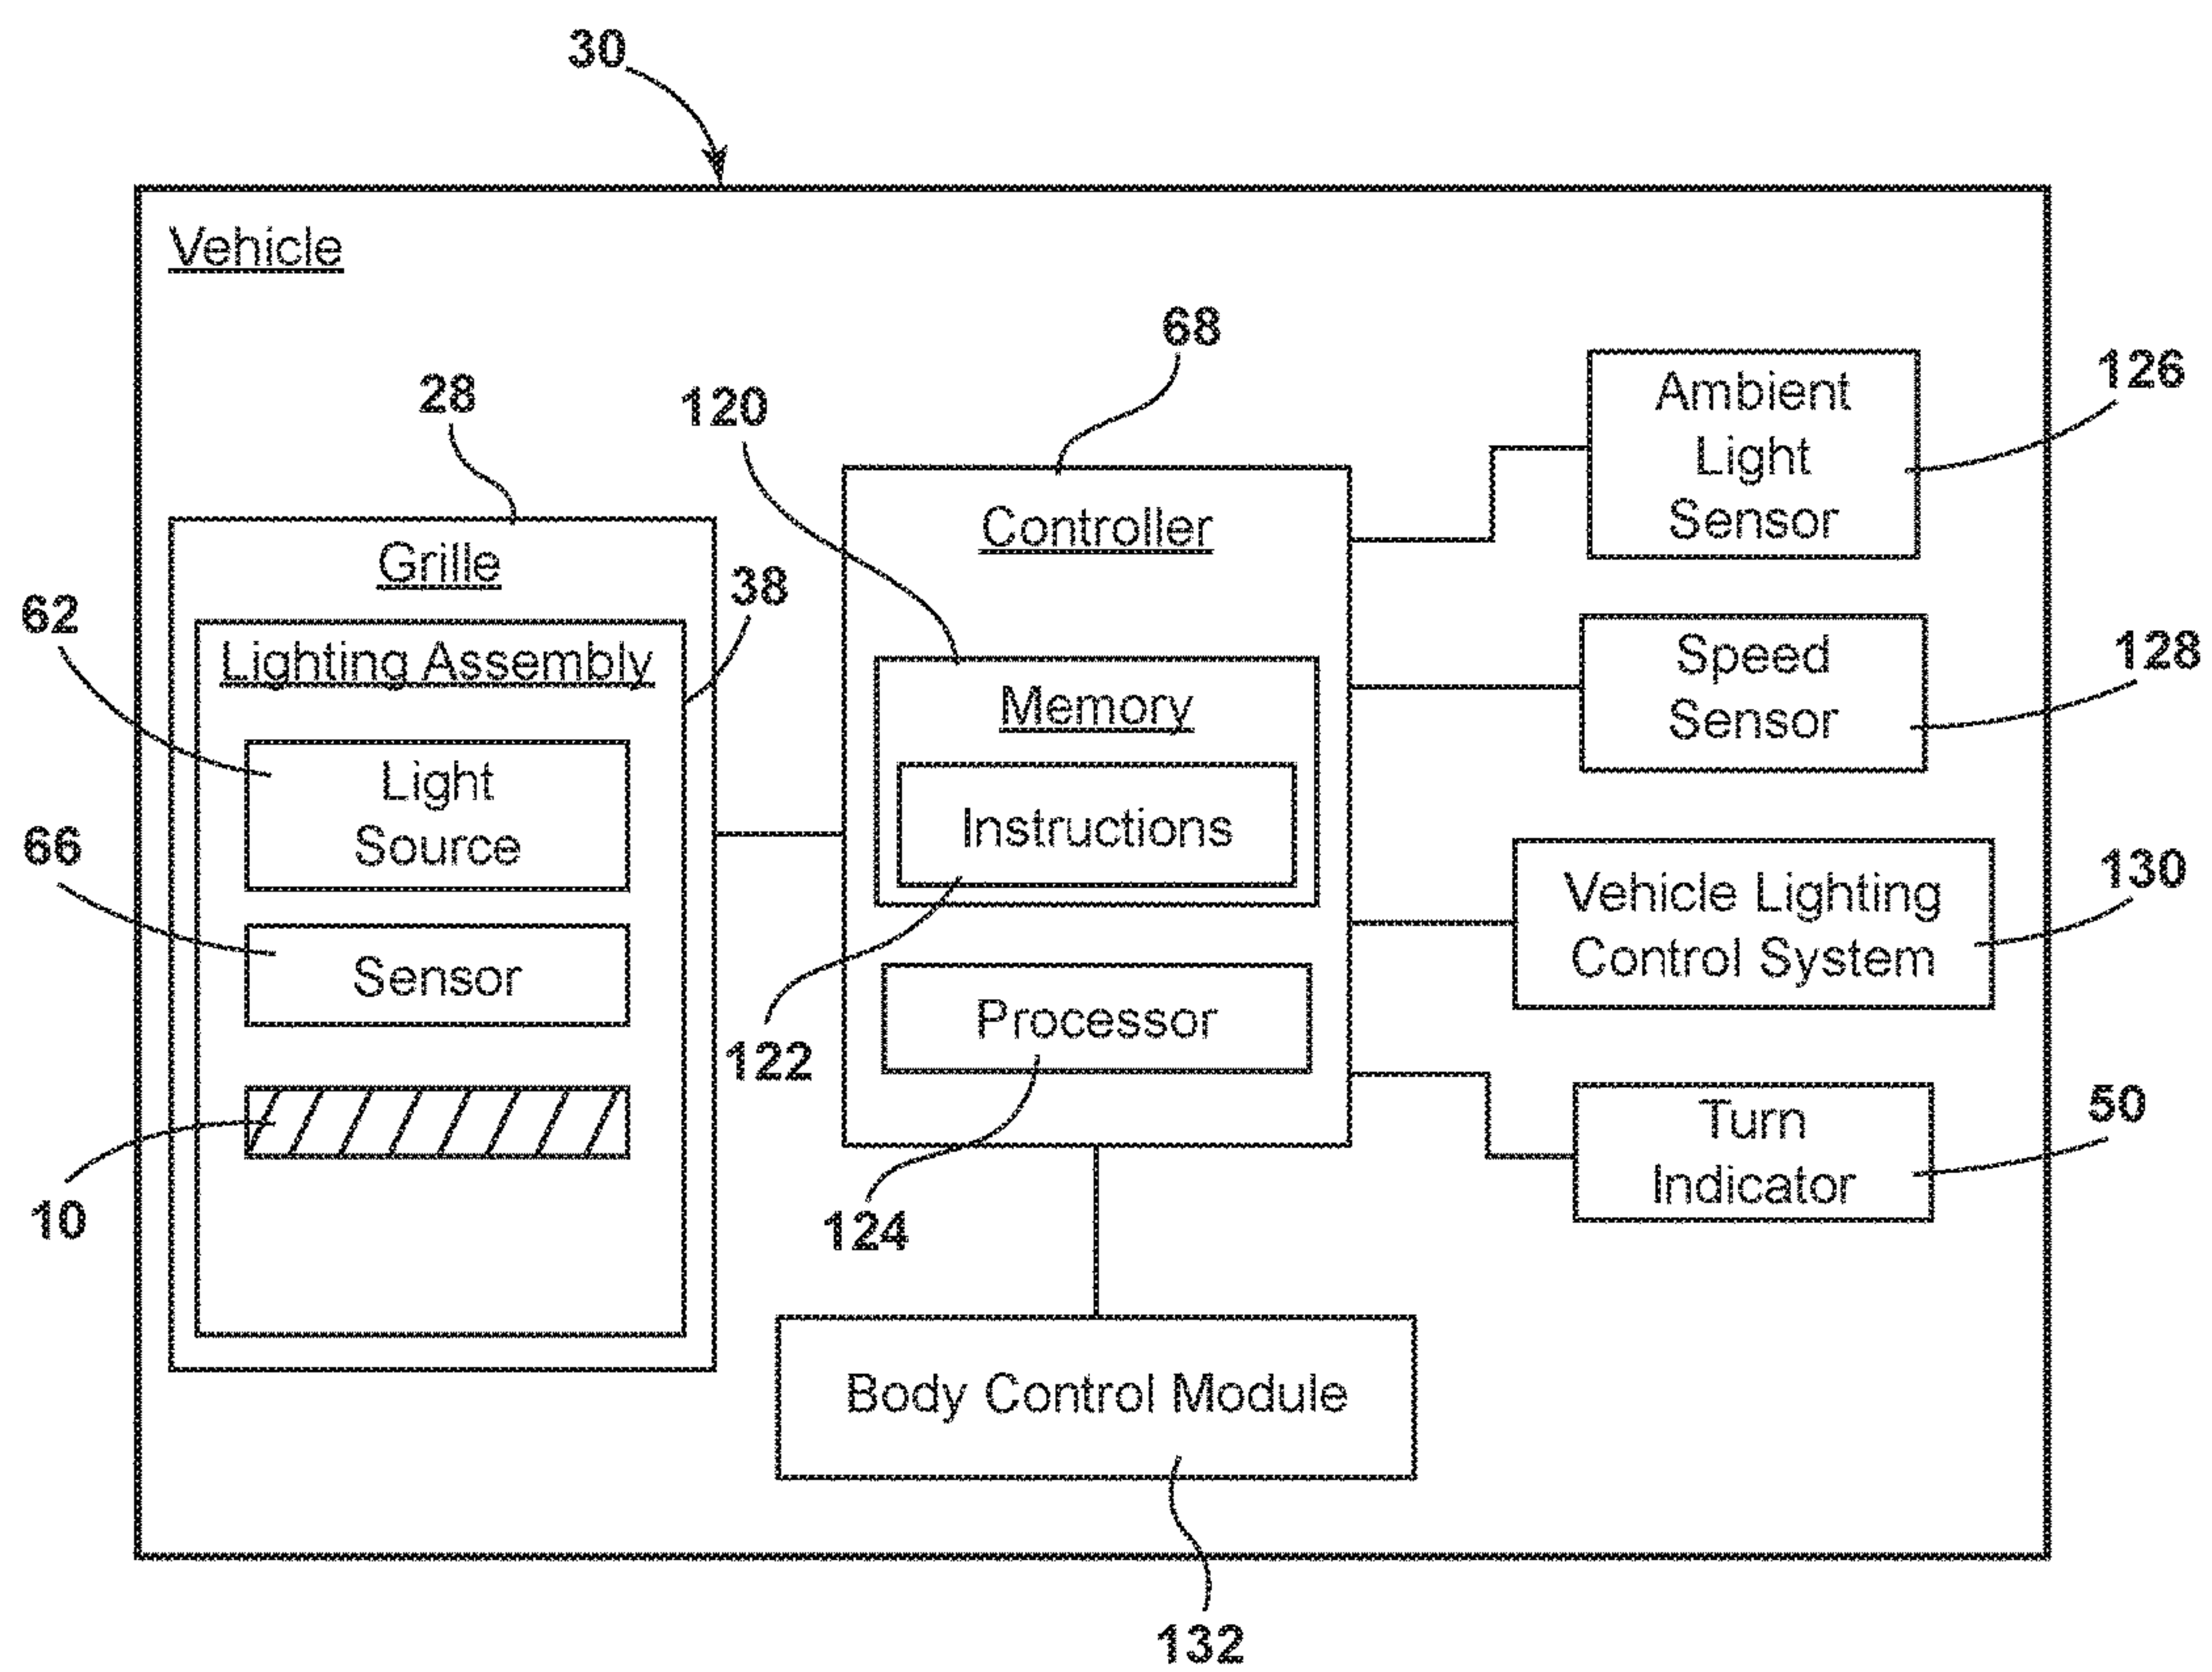 30
Vehicle
68
28
120
126
Ambient
Light
Sensor
Controller
Grille
38
62
Lighting Assembly
Speed
Sensor
128
Memory
Light
Source
Instructions
66
Vehicle Lighting
Control System
130
Sensor
Processor
122
10
124
Turn
Indicator
50
Body Control Module
132